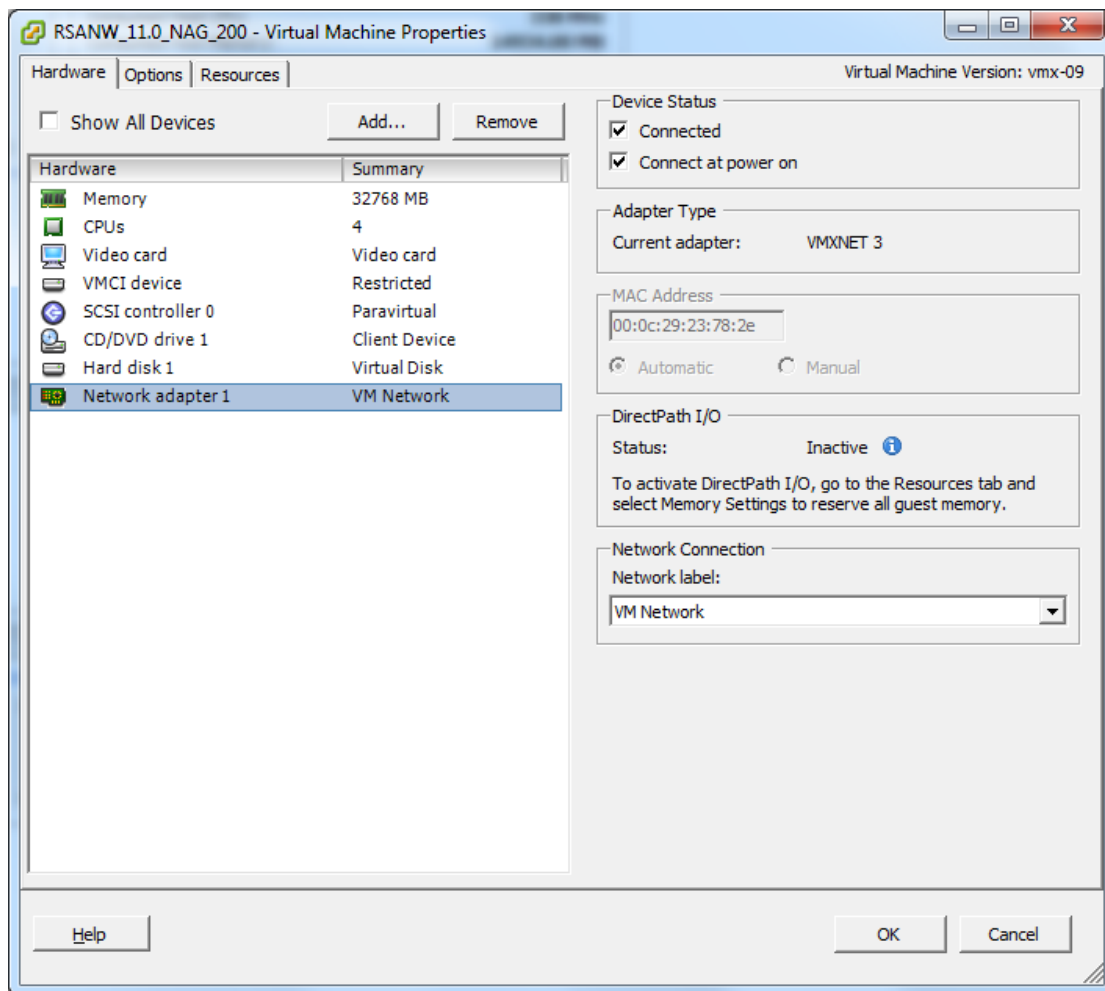 RSANW_11.0_NAG_200 - Virtual Machine Properties
Hardware Options Resources
Virtual Machine Version: vmx-09
Show All Devices
Add...
Remove
Hardware Summary
Memory 32768 MB
CPUs 4
Video card Video card
VMCI device Restricted
SCSI controller 0 Paravirtual
CD/DVD drive 1 Client Device
Hard disk 1 Virtual Disk
Network adapter 1 VM Network
Device Status
Connected
Connect at power on
Adapter Type
Current adapter: VMXNET 3
MAC Address
00:0c:29:23:78:2e
Automatic Manual
DirectPath I/O
Status: Inactive
To activate DirectPath I/O, go to the Resources tab and
select Memory Settings to reserve all guest memory.
Network Connection
Network label:
VM Network
Help
OK
Cancel